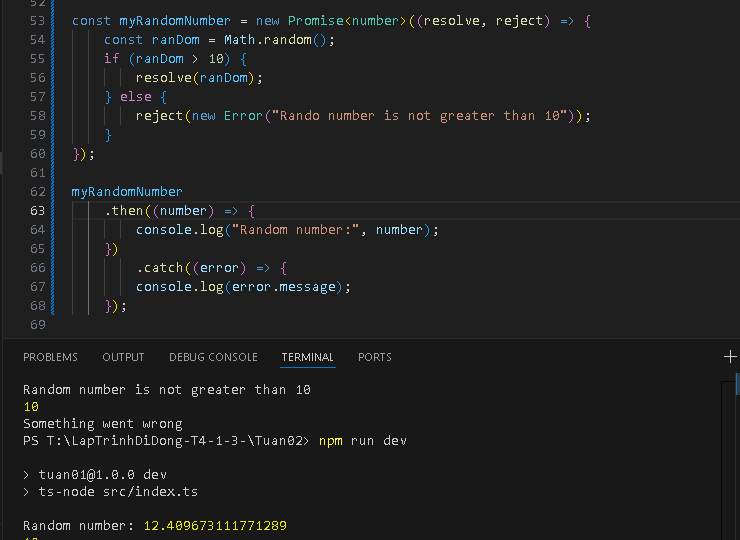 52
53 const myRandomNumber = new Promise<number>((resolve, reject) => {
54 const ranDom = Math.random();
55 if (ranDom > 10) {
56 resolve(ranDom);
57 } else {
58 reject(new Error("Rando number is not greater than 10"));
59 }
60 });
61
62 myRandomNumber
63 .then((number) => {
64 console.log("Random number:", number);
65 })
66 .catch((error) => {
67 console.log(error.message);
68 });
69
PROBLEMS OUTPUT DEBUG CONSOLE TERMINAL PORTS
Random number is not greater than 10
10
Something went wrong
PS T:\LapTrinhDiDong-T4-1-3-\Tuan02> npm run dev
> tuan01@1.0.0 dev
> ts-node src/index.ts
Random number: 12.409673111771289